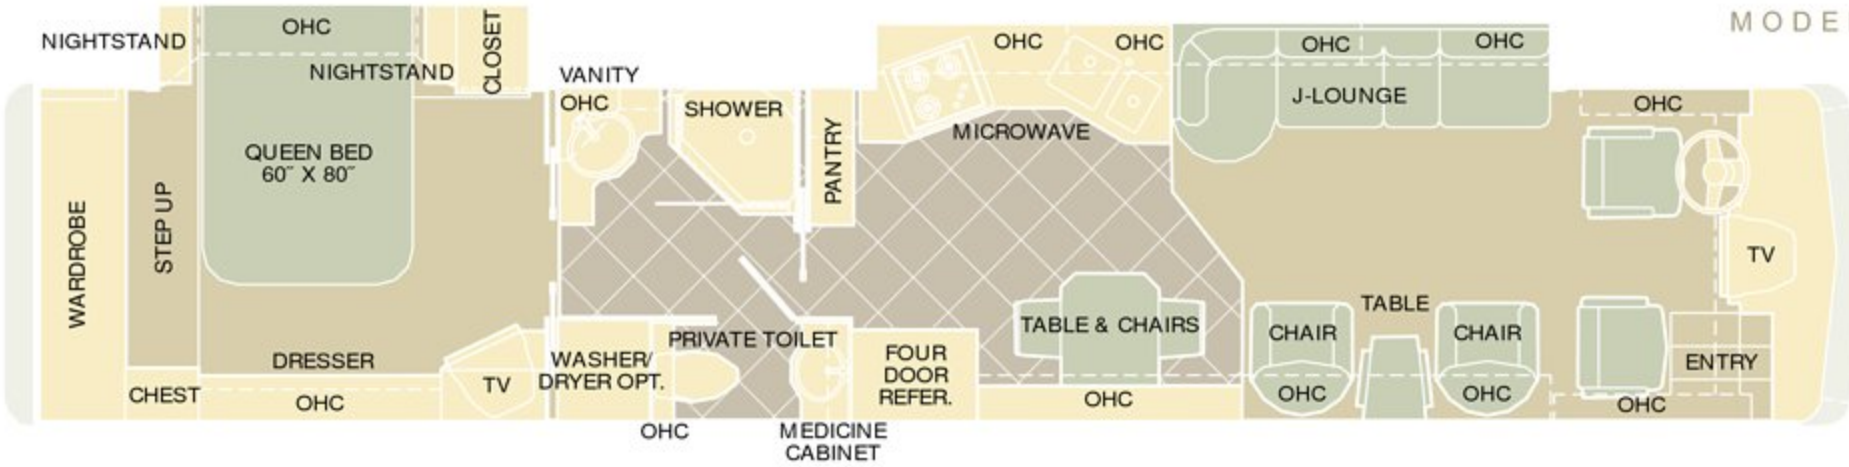 MODE
OHC
NIGHTSTAND
NIGHTSTAND
CLOSET
VANITY
OHC
SHOWER
PANTRY
OHC
OHC
MICROWAVE
OHC
OHC
J-LOUNGE
OHC
QUEEN BED
60˝ X 80˝
WARDROBE
STEP UP
TV
TABLE & CHAIRS
CHAIR
TABLE
CHAIR
ENTRY
DRESSER
CHEST
OHC
TV
WASHER/
DRYER OPT.
PRIVATE TOILET
FOUR
DOOR
REFER.
OHC
OHC
OHC
OHC
OHC
MEDICINE
CABINET